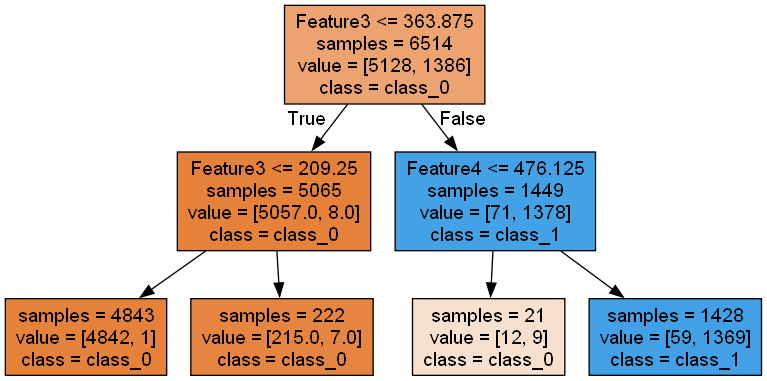 Feature3 <= 363.875
samples = 6514
value = [5128, 1386]
class = class_0
True
False
Feature3 <= 209.25
samples = 5065
value = [5057.0, 8.0]
class = class_0
Feature4 <= 476.125
samples = 1449
value = [71, 1378]
class = class_1
samples = 4843
value = [4842, 1]
class = class_0
samples = 222
value = [215.0, 7.0]
class = class_0
samples = 21
value = [12, 9]
class = class_0
samples = 1428
value = [59, 1369]
class = class_1